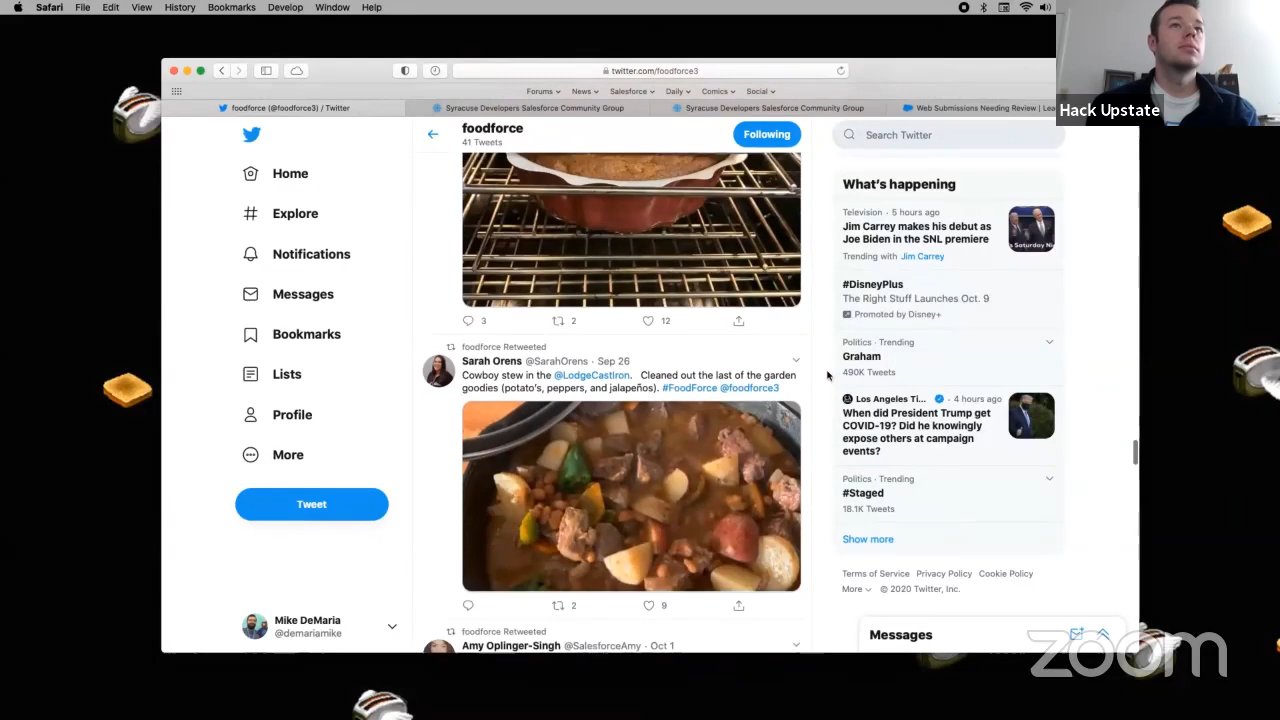 Safari File Edit View History Bookmarks Develop Window Help
Hack Upstate
twitter.com/foodforce3
Forums News Salesforce Daily Comics Social
foodforce (@foodforce3) / Twitter
Syracuse Developers Salesforce Community Group
Syracuse Developers Salesforce Community Group
Web Submissions Needing Review | Lea
Home
Explore
Notifications
Messages
Bookmarks
Lists
Profile
More
Tweet
Mike DeMaria
@demariamike
foodforce
41 Tweets
Following
3 2 12
foodforce Retweeted
Sarah Orens @SarahOrens · Sep 26
Cowboy stew in the @LodgeCastIron. Cleaned out the last of the garden
goodies (potato's, peppers, and jalapeños). #FoodForce @foodforce3
2 9
foodforce Retweeted
Amy Oplinger-Singh @SalesforceAmy · Oct 1
Search Twitter
What's happening
Television · 5 hours ago
Jim Carrey makes his debut as
Joe Biden in the SNL premiere
Trending with Jim Carrey
#DisneyPlus
The Right Stuff Launches Oct. 9
Promoted by Disney+
Politics · Trending
Graham
490K Tweets
Los Angeles Ti... · 4 hours ago
When did President Trump get
COVID-19? Did he knowingly
expose others at campaign
events?
Politics · Trending
#Staged
18.1K Tweets
Show more
Terms of Service Privacy Policy Cookie Policy
More © 2020 Twitter, Inc.
Messages
zoom